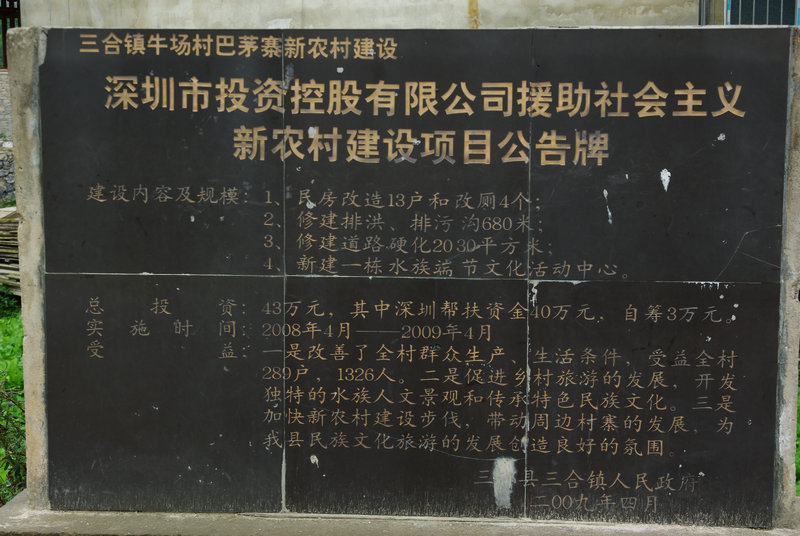 三合镇牛场村巴茅寨新农村建设
深圳市投资控股有限公司援助社会主义
新农村建设项目公告牌
建设内容及规模：1、民房改造13户和改厕4个；
2、修建排洪、排污沟680米；
3、修建道路硬化2030平方米；
4、新建一栋水族端节文化活动中心。
总投资：43万元，其中深圳帮扶资金40万元，自筹3万元。
实施时间：2008年4月——2009年4月
受益：一是改善了全村群众生产、生活条件，受益全村
289户，1326人。二是促进乡村旅游的发展，开发
独特的水族人文景观和传承特色民族文化。三是
加快新农村建设步伐，带动周边村寨的发展，为
我县民族文化旅游的发展创造良好的氛围。
三 县三合镇人民政府
二00九年四月